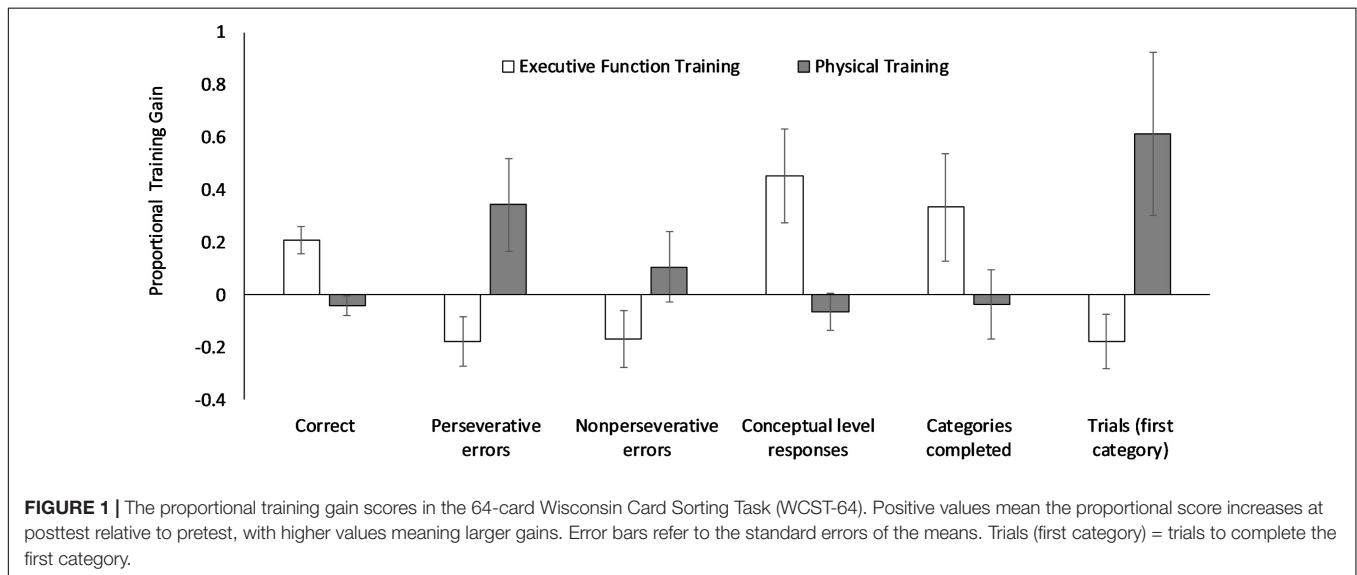 1
0.8
0.6
0.4
0.2
0
-0.2
-0.4
Proportional Training Gain
Executive Function Training Physical Training
Correct Perseverative errors Nonperseverative errors Conceptual level responses Categories completed Trials (first category)
FIGURE 1 | The proportional training gain scores in the 64-card Wisconsin Card Sorting Task (WCST-64). Positive values mean the proportional score increases at
posttest relative to pretest, with higher values meaning larger gains. Error bars refer to the standard errors of the means. Trials (first category) = trials to complete the
first category.